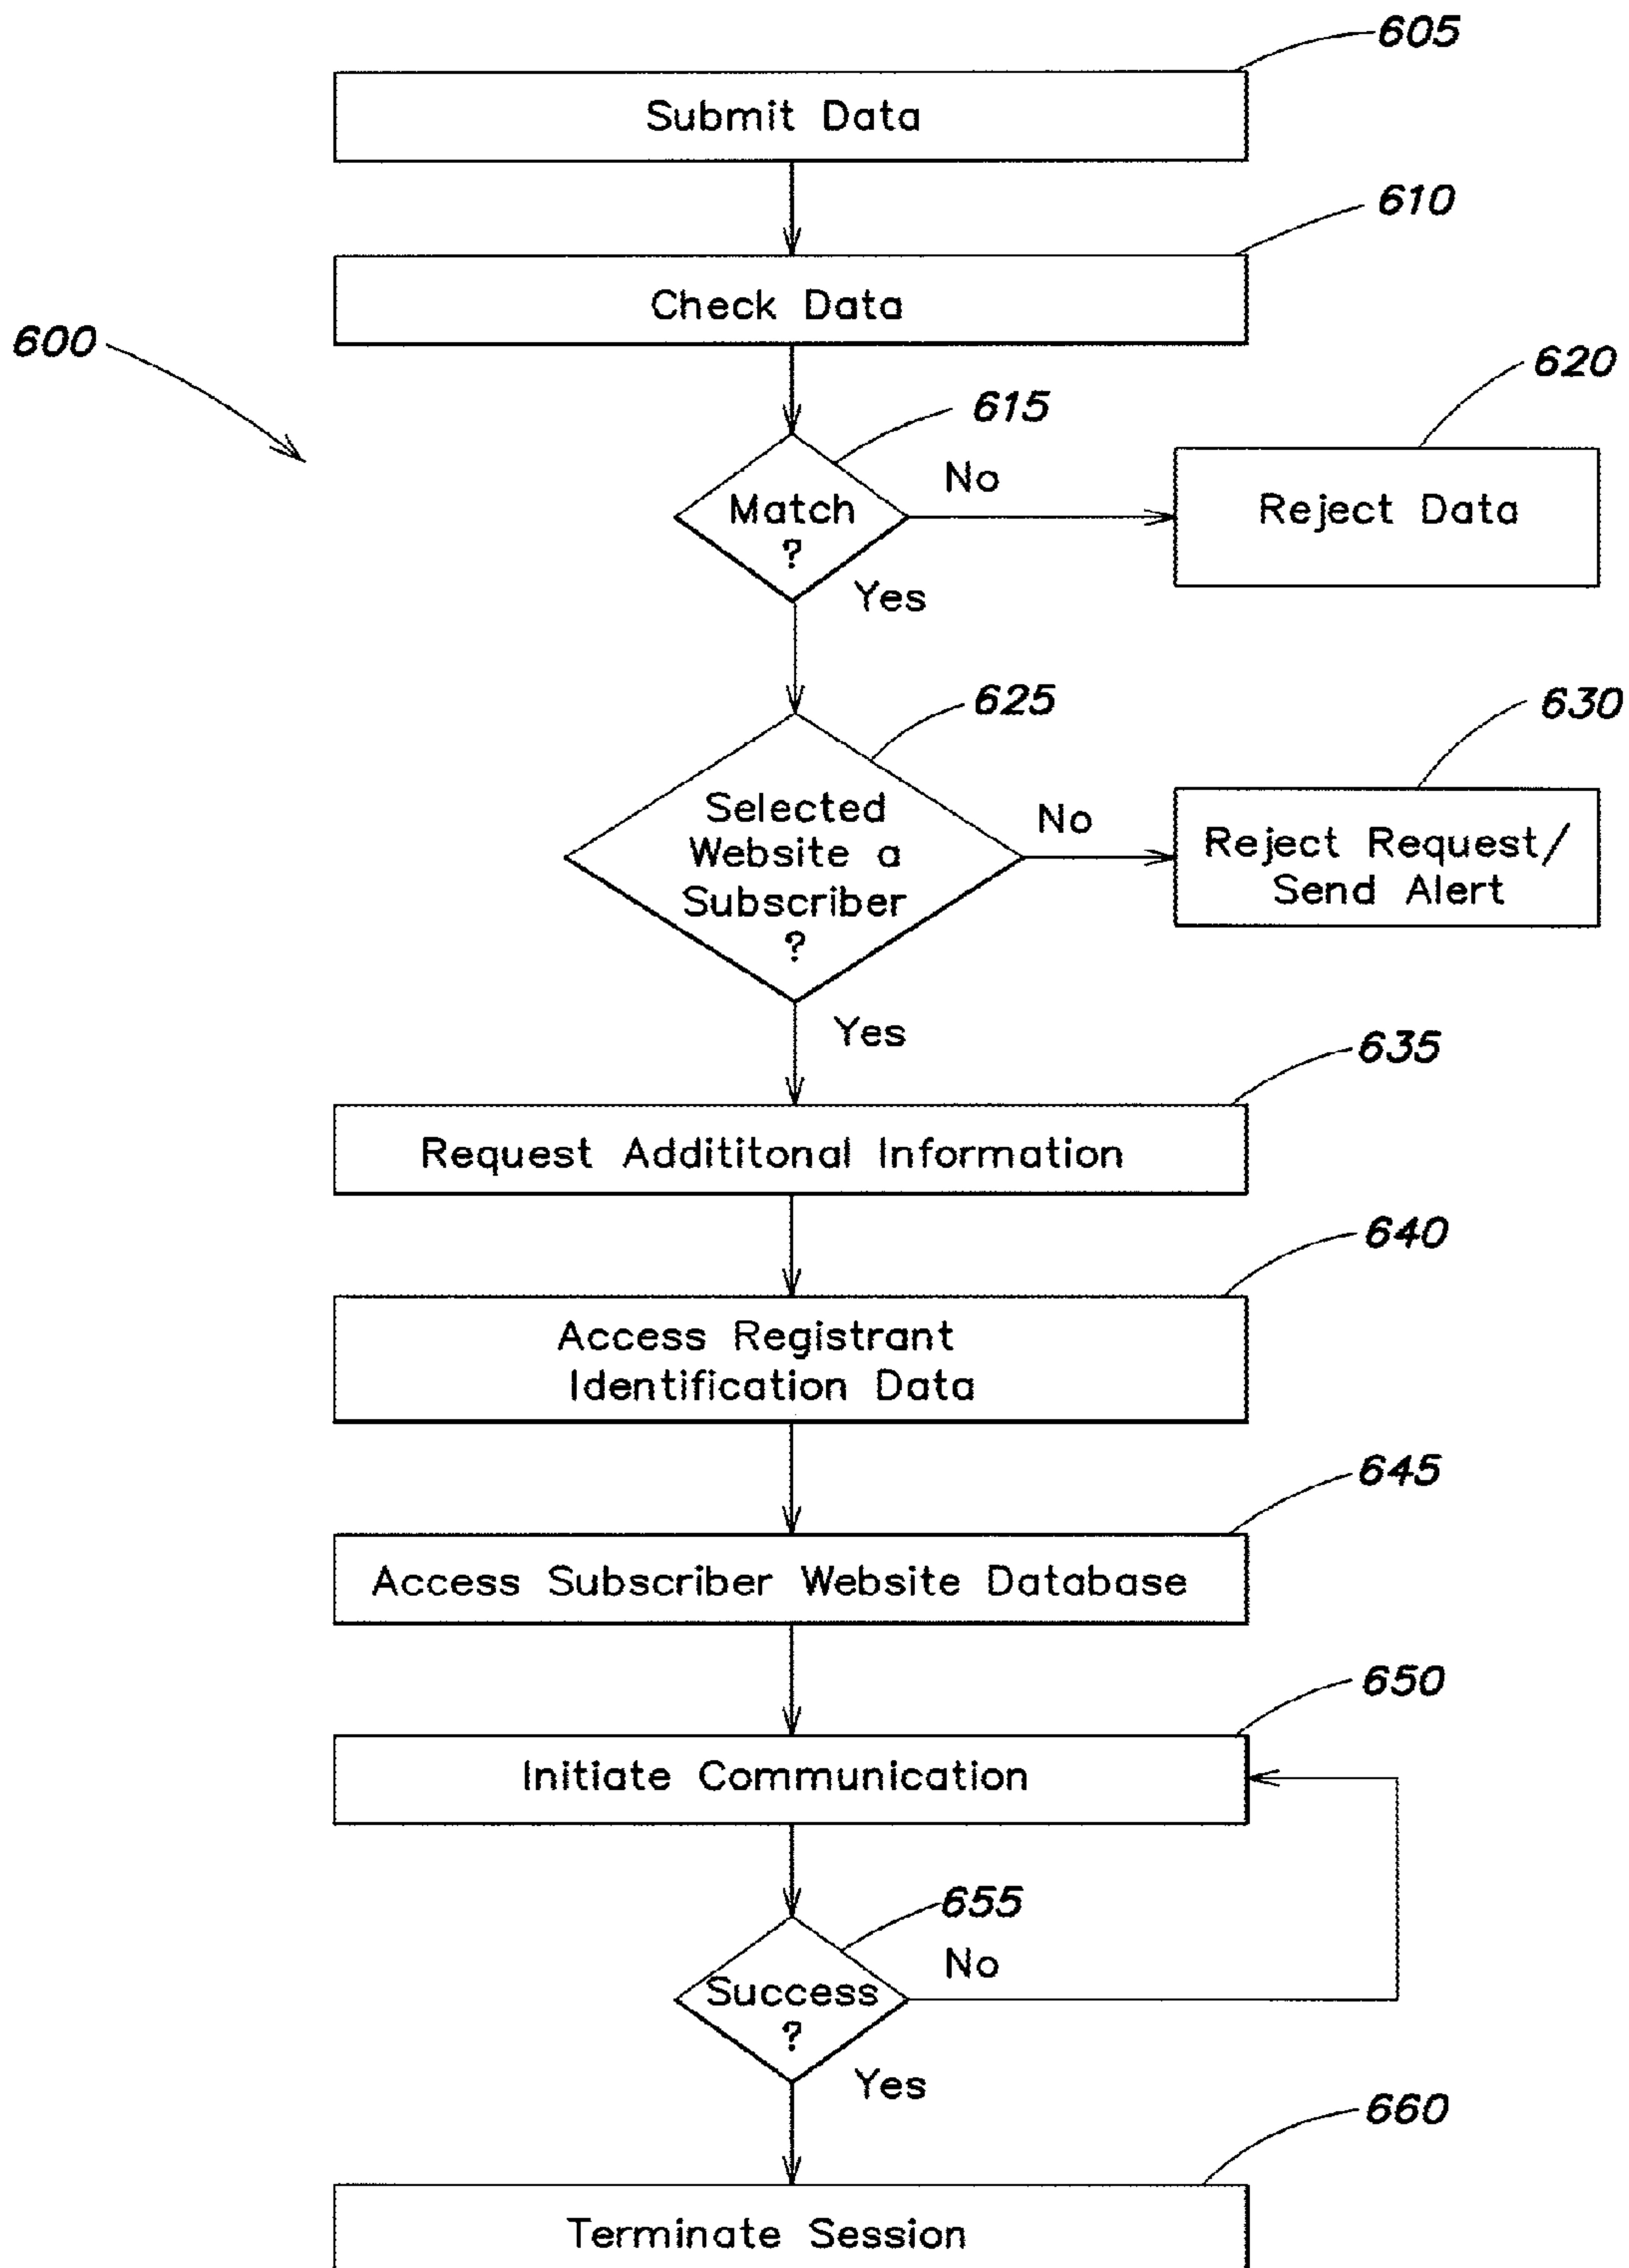 605
Submit Data
610
Check Data
600
615
Match
?
No
620
Reject Data
Yes
625
Selected
Website a
Subscriber
?
No
630
Reject Request/
Send Alert
Yes
635
Request Addititonal Information
640
Access Registrant
Identification Data
645
Access Subscriber Website Database
650
Initiate Communication
655
Success
?
No
Yes
660
Terminate Session